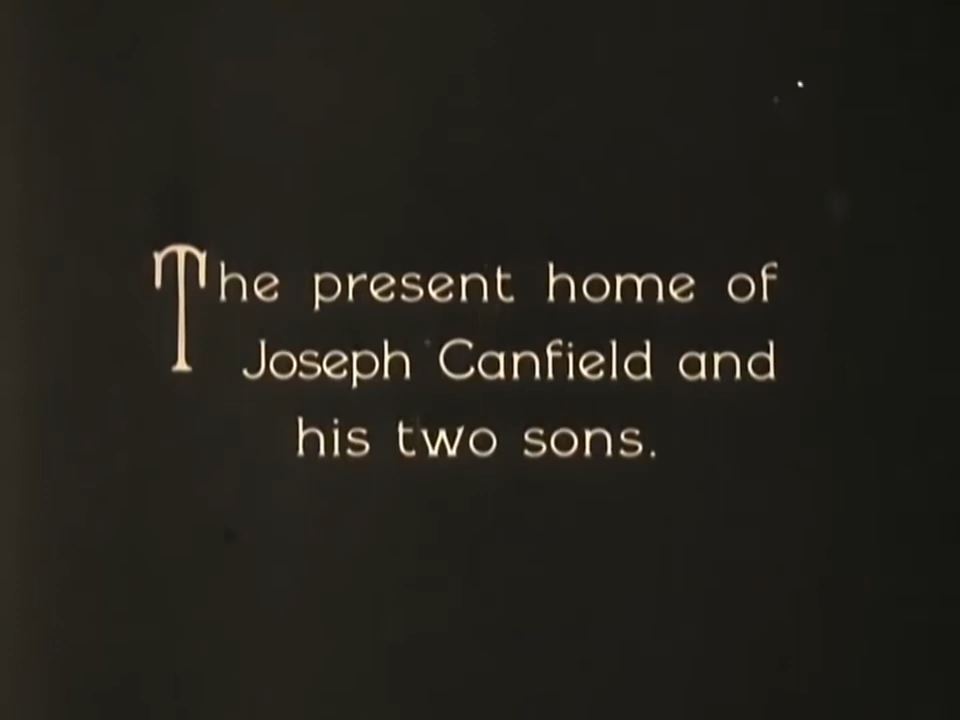 The present home of
Joseph Canfield and
his two sons.